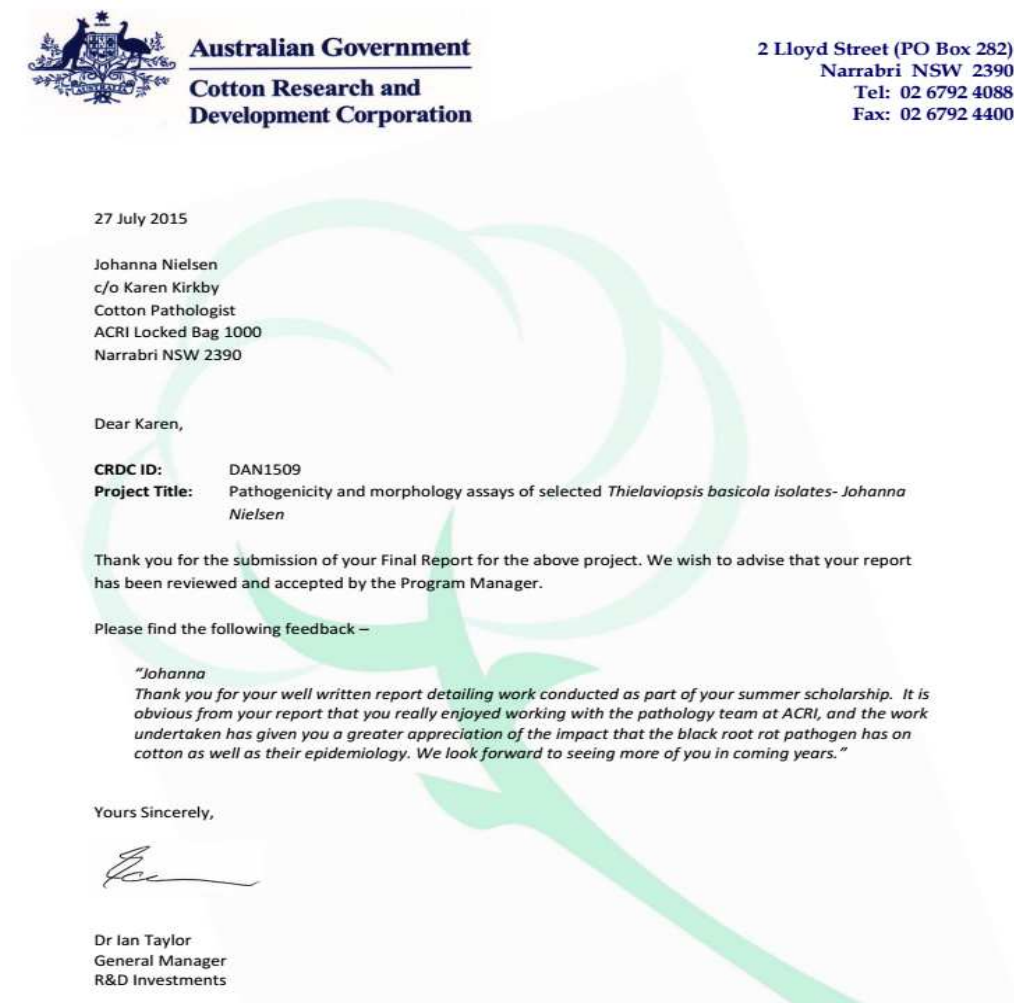 Australian Government
Cotton Research and
Development Corporation
2 Lloyd Street (PO Box 282)
Narrabri NSW 2390
Tel: 02 6792 4088
Fax: 02 6792 4400
27 July 2015
Johanna Nielsen
c/o Karen Kirkby
Cotton Pathologist
ACRI Locked Bag 1000
Narrabri NSW 2390
Dear Karen,
CRDC ID: DAN1509
Project Title: Pathogenicity and morphology assays of selected Thielaviopsis basicola isolates- Johanna
Nielsen
Thank you for the submission of your Final Report for the above project. We wish to advise that your report
has been reviewed and accepted by the Program Manager.
Please find the following feedback –
"Johanna
Thank you for your well written report detailing work conducted as part of your summer scholarship. It is
obvious from your report that you really enjoyed working with the pathology team at ACRI, and the work
undertaken has given you a greater appreciation of the impact that the black root rot pathogen has on
cotton as well as their epidemiology. We look forward to seeing more of you in coming years."
Yours Sincerely,
Dr Ian Taylor
General Manager
R&D Investments